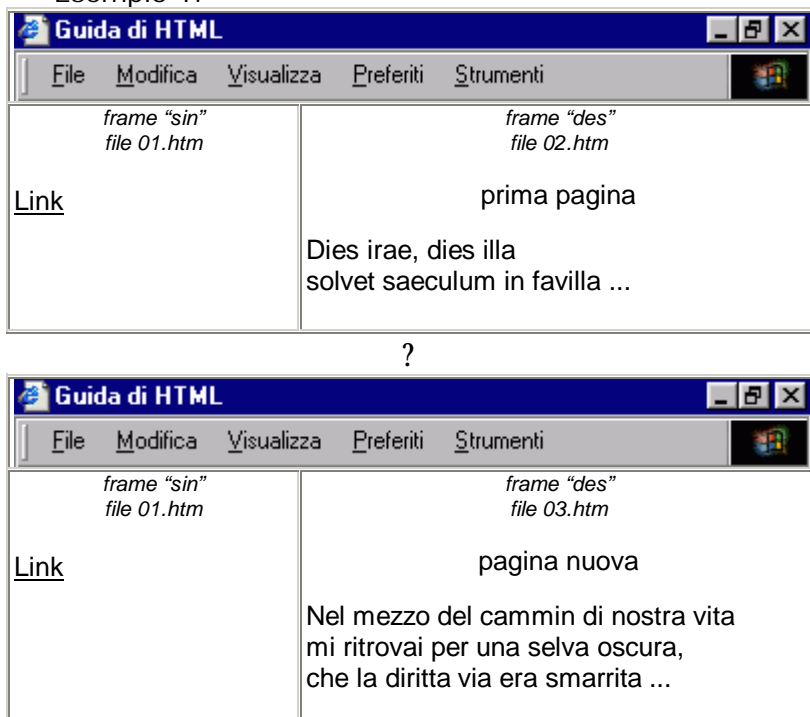 Guida di HTML
File Modifica Visualizza Preferiti Strumenti
frame “sin”
file 01.htm
Link
frame “des”
file 02.htm
prima pagina
Dies irae, dies illa
solvet saeculum in favilla ...
?
Guida di HTML
File Modifica Visualizza Preferiti Strumenti
frame “sin”
file 01.htm
Link
frame “des”
file 03.htm
pagina nuova
Nel mezzo del cammin di nostra vita
mi ritrovai per una selva oscura,
che la diritta via era smarrita ...